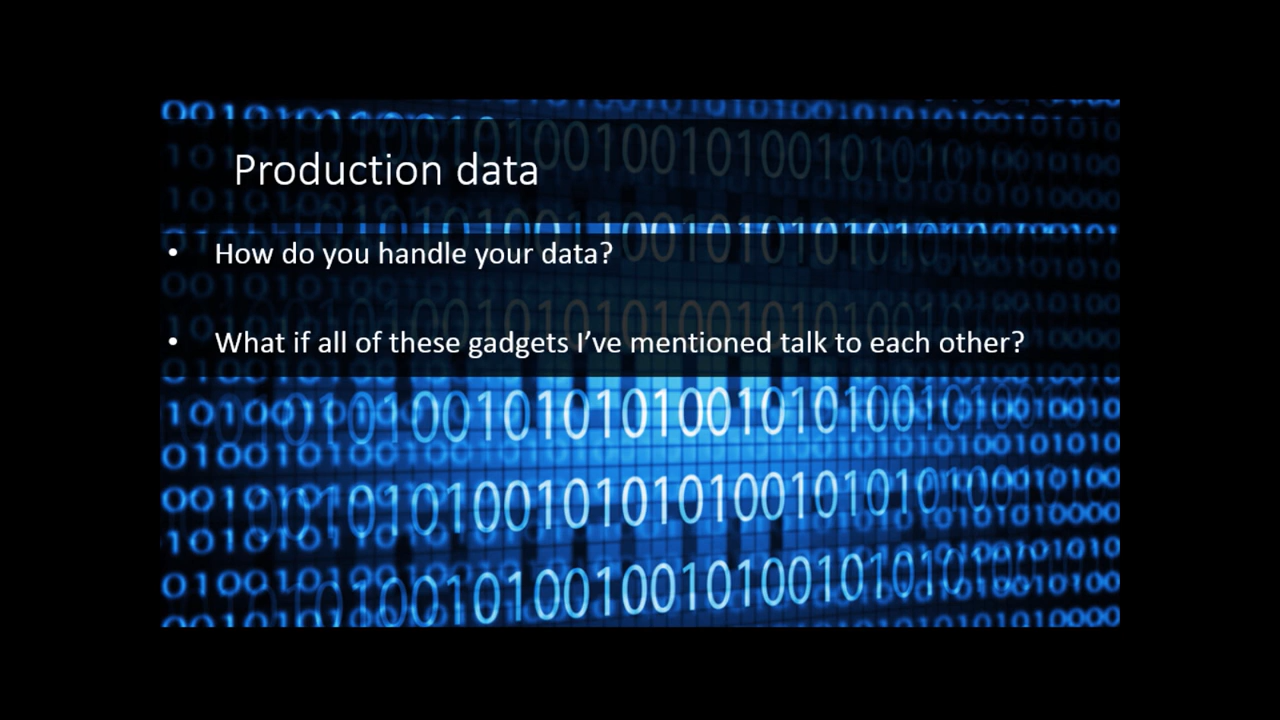 Production data
• How do you handle your data?
• What if all of these gadgets I’ve mentioned talk to each other?